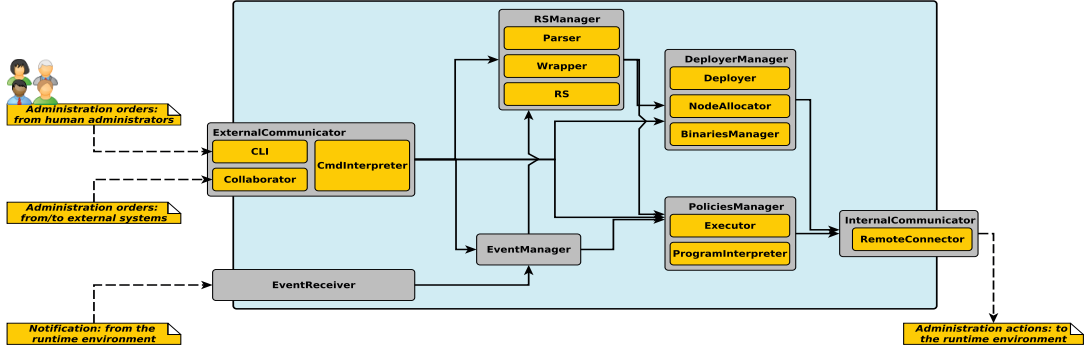 RSManager
Parser
Wrapper
RS
DeployerManager
Deployer
NodeAllocator
BinariesManager
Administration orders:
from human administrators
ExternalCommunicator
CLI
CmdInterpreter
Collaborator
Administration orders:
from/to external systems
PoliciesManager
Executor
ProgramInterpreter
InternalCommunicator
RemoteConnector
EventManager
EventReceiver
Notification: from the
runtime environment
Administration actions: to
the runtime environment